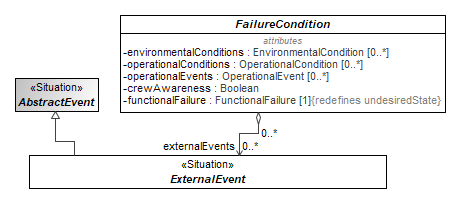 FailureCondition
attributes
-environmentalConditions : EnvironmentalCondition [0..*]
-operationalConditions : OperationalCondition [0..*]
-operationalEvents : OperationalEvent [0..*]
-crewAwareness : Boolean
-functionalFailure : FunctionalFailure [1]{redefines undesiredState}
«Situation»
AbstractEvent
0..*
externalEvents 0..*
«Situation»
ExternalEvent